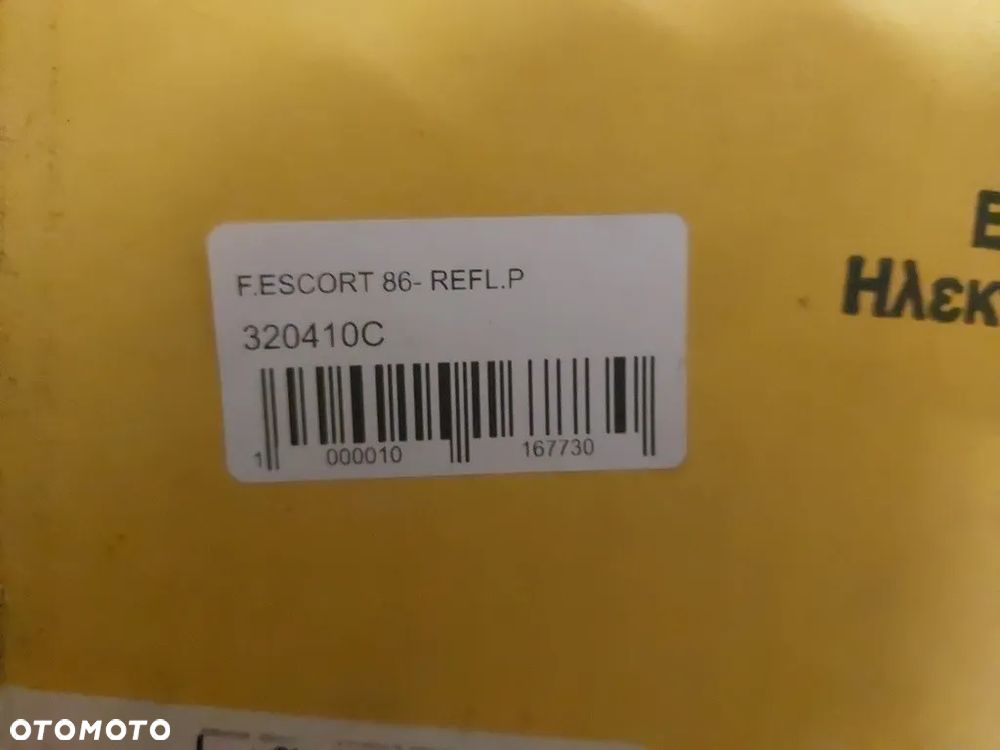 E
Ηλεκ
F.ESCORT 86- REFL.P
320410C
1 000010 167730
OTOMOTO